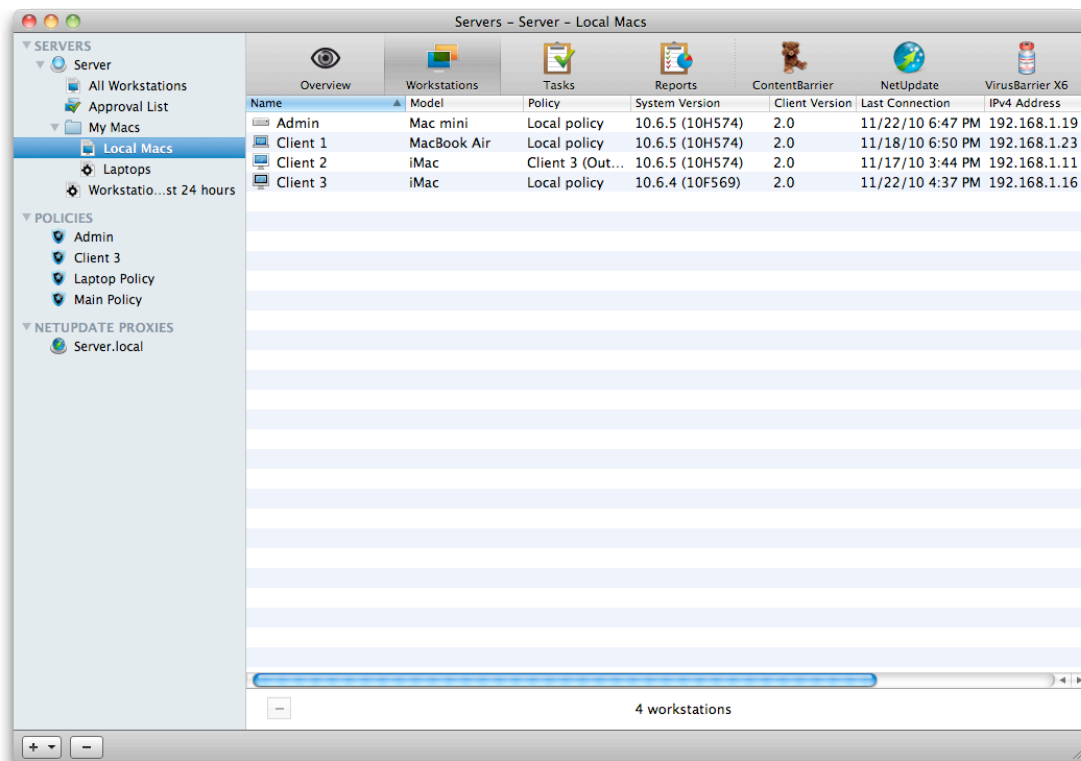 Servers – Server – Local Macs
SERVERS
Server
All Workstations
Approval List
My Macs
Local Macs
Laptops
Workstatio...st 24 hours
POLICIES
Admin
Client 3
Laptop Policy
Main Policy
NETUPDATE PROXIES
Server.local
Overview Workstations Tasks Reports ContentBarrier NetUpdate VirusBarrier X6
Name Model Policy System Version Client Version Last Connection IPv4 Address
Admin Mac mini Local policy 10.6.5 (10H574) 2.0 11/22/10 6:47 PM 192.168.1.19
Client 1 MacBook Air Local policy 10.6.5 (10H574) 2.0 11/18/10 6:50 PM 192.168.1.23
Client 2 iMac Client 3 (Out... 10.6.5 (10H574) 2.0 11/17/10 3:44 PM 192.168.1.11
Client 3 iMac Local policy 10.6.4 (10F569) 2.0 11/22/10 4:37 PM 192.168.1.16
4 workstations